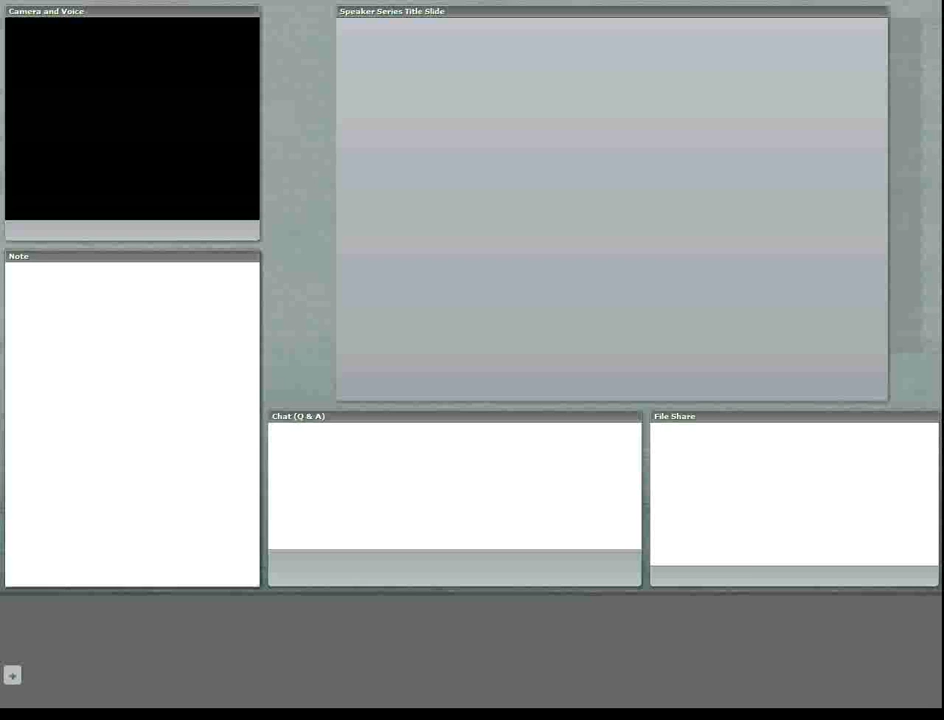 Camera and Voice
Speaker Series Title Slide
Note
Chat (Q & A)
File Share
+